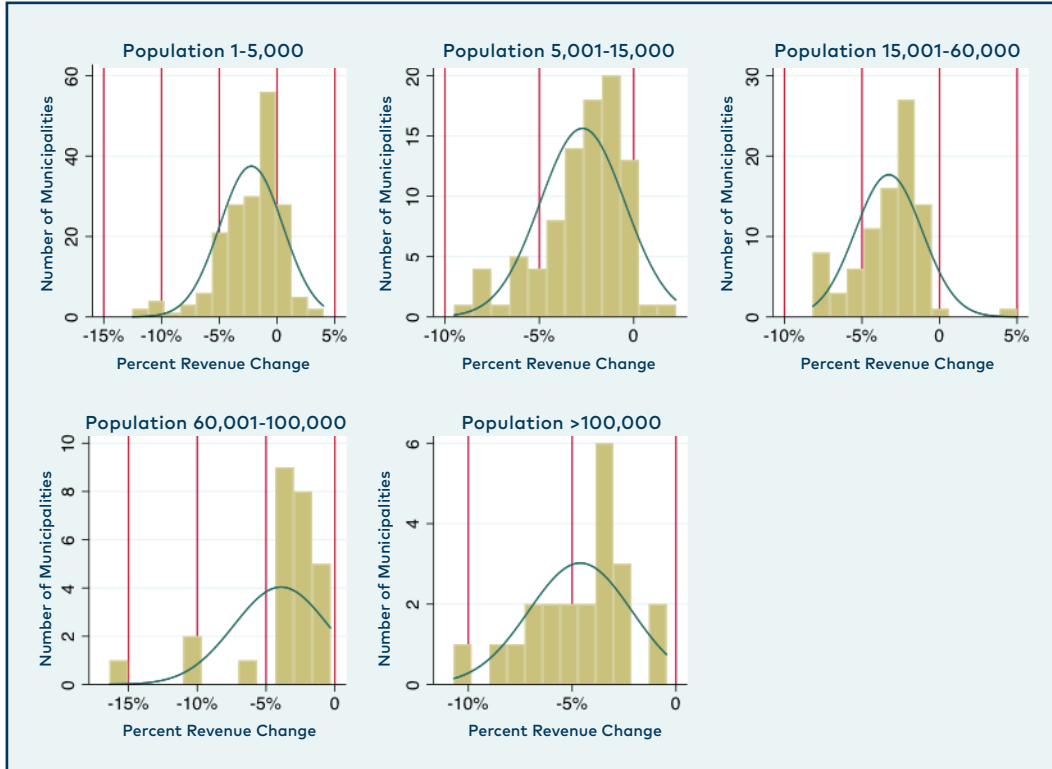 Population 1-5,000
Number of Municipalities
60
40
20
0
-15% -10% -5% 0 5%
Percent Revenue Change
Population 5,001-15,000
Number of Municipalities
20
15
10
5
0
-10% -5% 0
Percent Revenue Change
Population 15,001-60,000
Number of Municipalities
30
20
10
0
-10% -5% 0 5%
Percent Revenue Change
Population 60,001-100,000
Number of Municipalities
10
8
6
4
2
0
-15% -10% -5% 0
Percent Revenue Change
Population >100,000
Number of Municipalities
6
4
2
0
-10% -5% 0
Percent Revenue Change